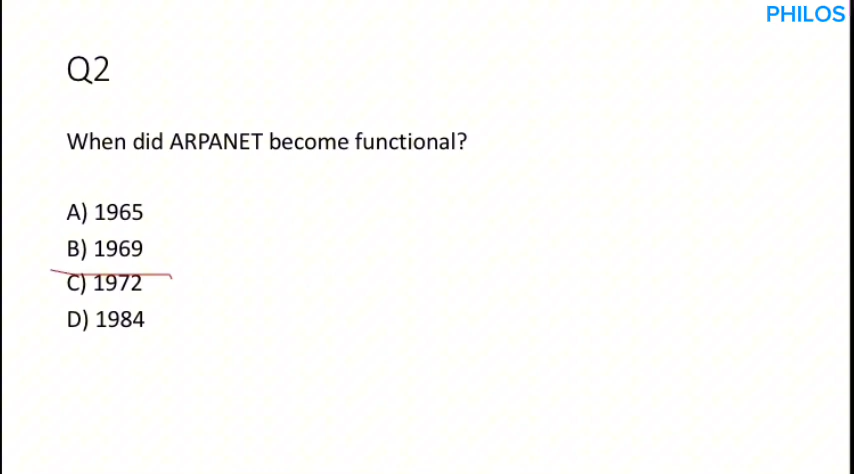 PHILOS
Q2
When did ARPANET become functional?
A) 1965
B) 1969
C) 1972
D) 1984